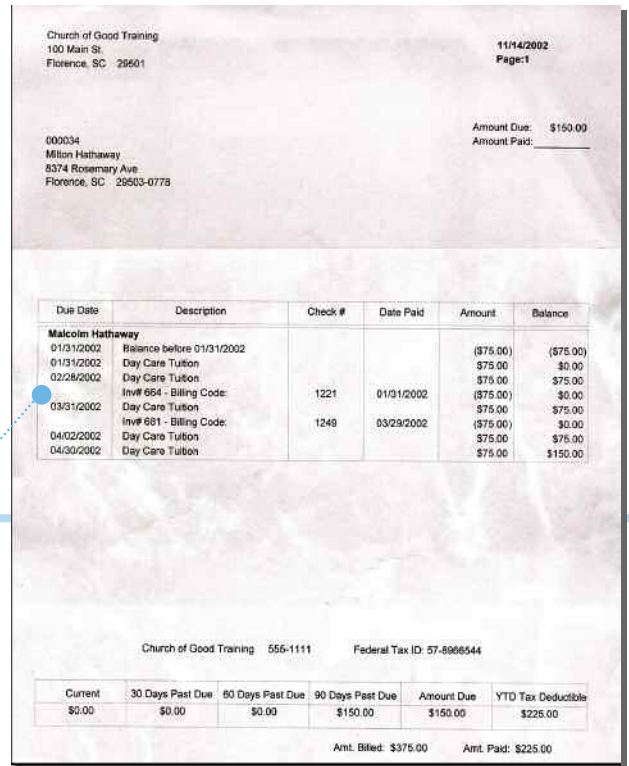 Church of Good Training
100 Main St.
Florence, SC 29501
11/14/2002
Page:1
Amount Due: $150.00
Amount Paid:
000034
Milton Hathaway
8374 Rosemary Ave
Florence, SC 29503-0778
Due Date Description Check # Date Paid Amount Balance
Malcolm Hathaway
01/31/2002 Balance before 01/31/2002 ($75.00) ($75.00)
01/31/2002 Day Care Tuition $75.00 $0.00
02/28/2002 Day Care Tuition $75.00 $75.00
Inv# 664 - Billing Code: 1221 01/31/2002 ($75.00) $0.00
03/31/2002 Day Care Tuition $75.00 $75.00
Inv# 681 - Billing Code: 1249 03/29/2002 ($75.00) $0.00
04/02/2002 Day Care Tuition $75.00 $75.00
04/30/2002 Day Care Tuition $75.00 $150.00
Church of Good Training 555-1111 Federal Tax ID: 57-8966544
Current 30 Days Past Due 60 Days Past Due 90 Days Past Due Amount Due YTD Tax Deductible
$0.00 $0.00 $0.00 $150.00 $150.00 $225.00
Amt. Billed: $375.00 Amt. Paid: $225.00